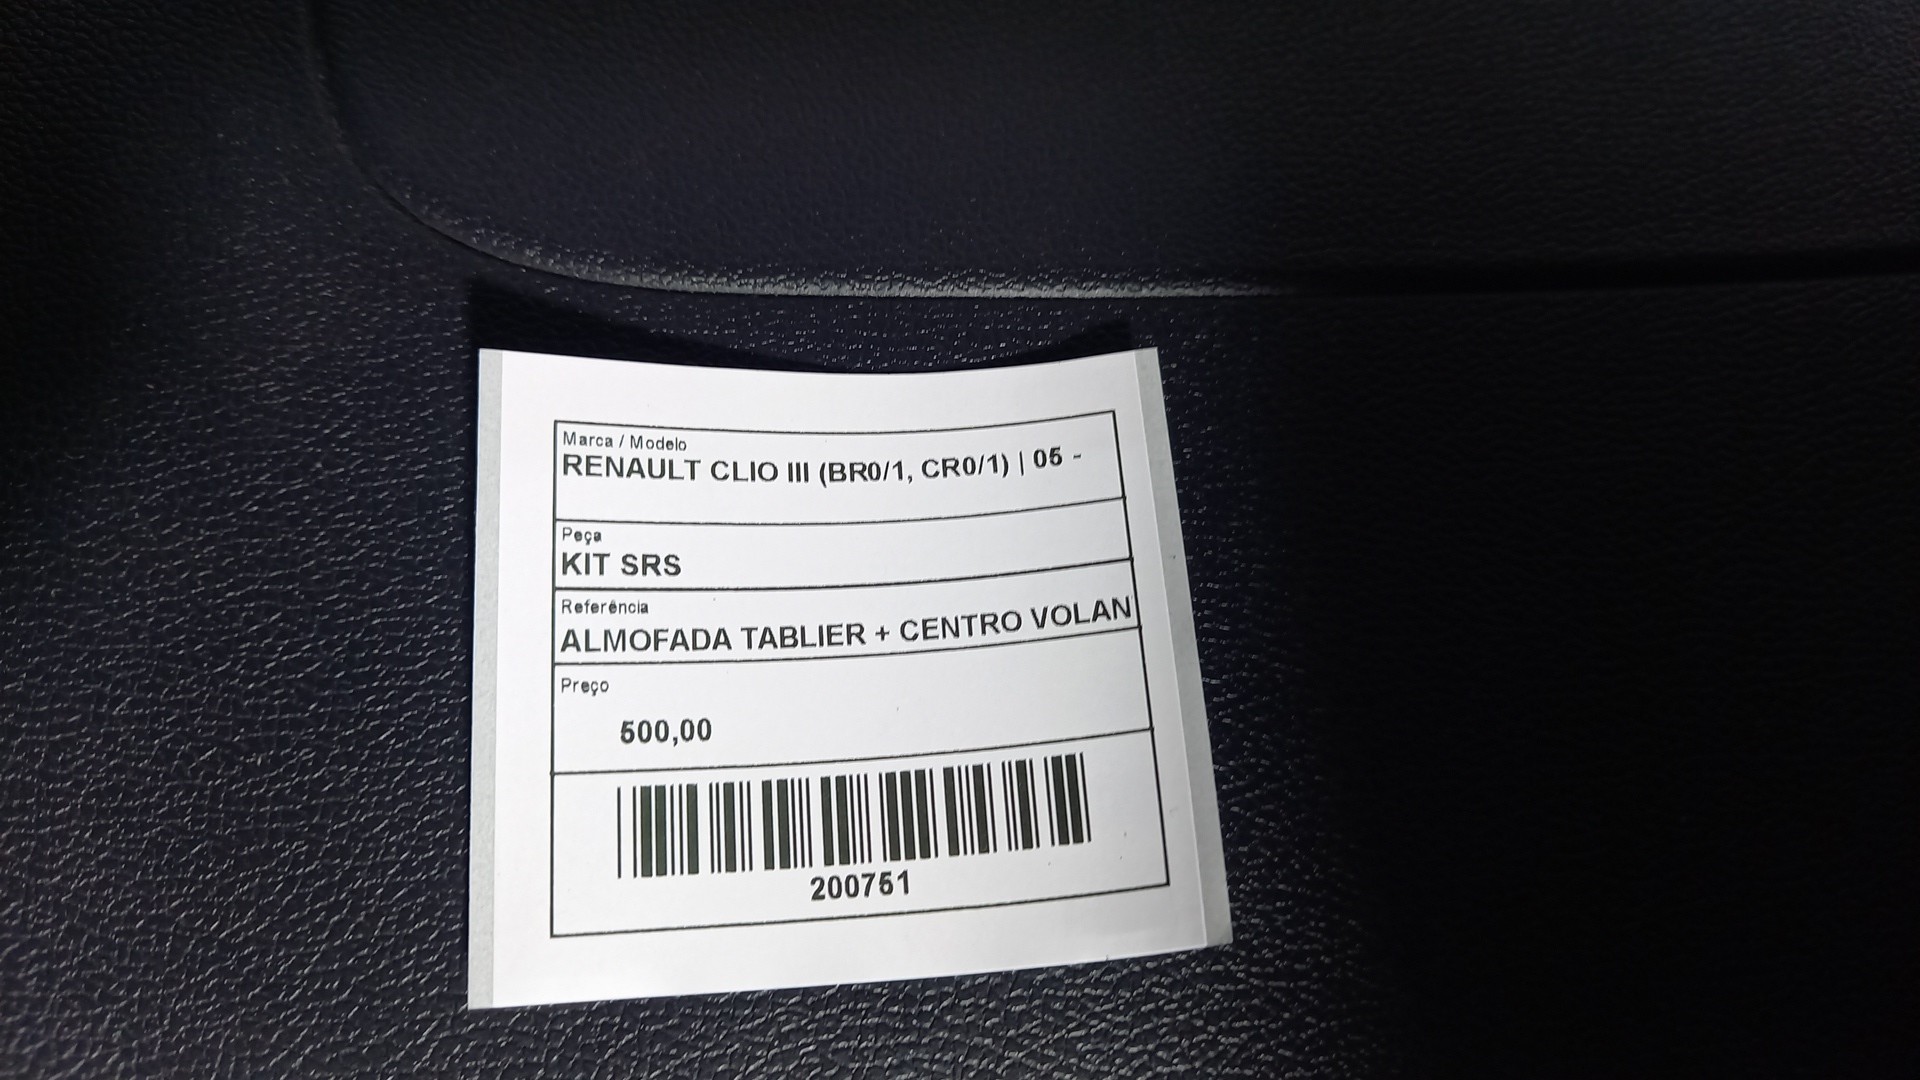 Marca / Modelo
RENAULT CLIO III (BR0/1, CR0/1) | 05 -
Peça
KIT SRS
Referência
ALMOFADA TABLIER + CENTRO VOLAN
Preço
500,00
200751